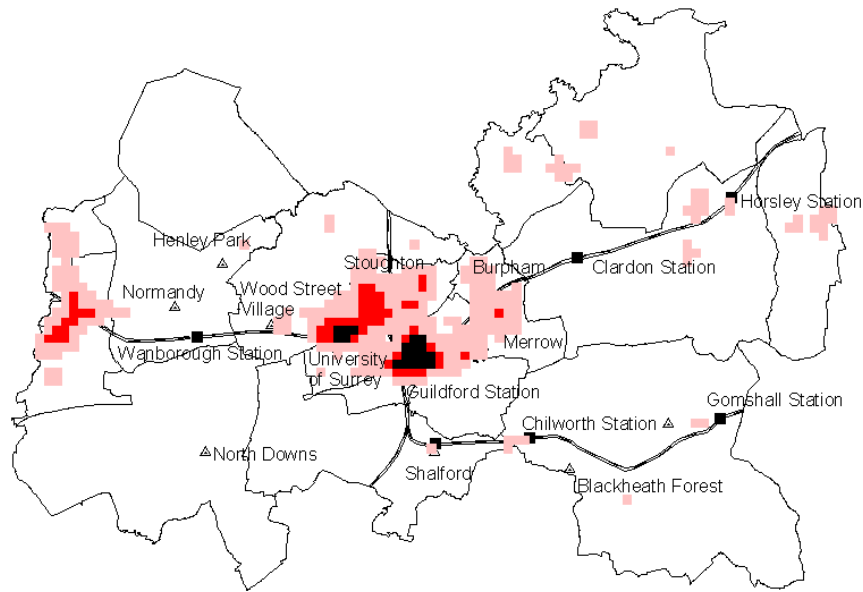 Horsley Station
Henley Park
Stoughton
Burpham
Clardon Station
Normandy
Wood Street
Village
Merrow
Wanborough Station
University
of Surrey
Guildford Station
Gomshall Station
Chilworth Station
North Downs
Shalford
Blackheath Forest